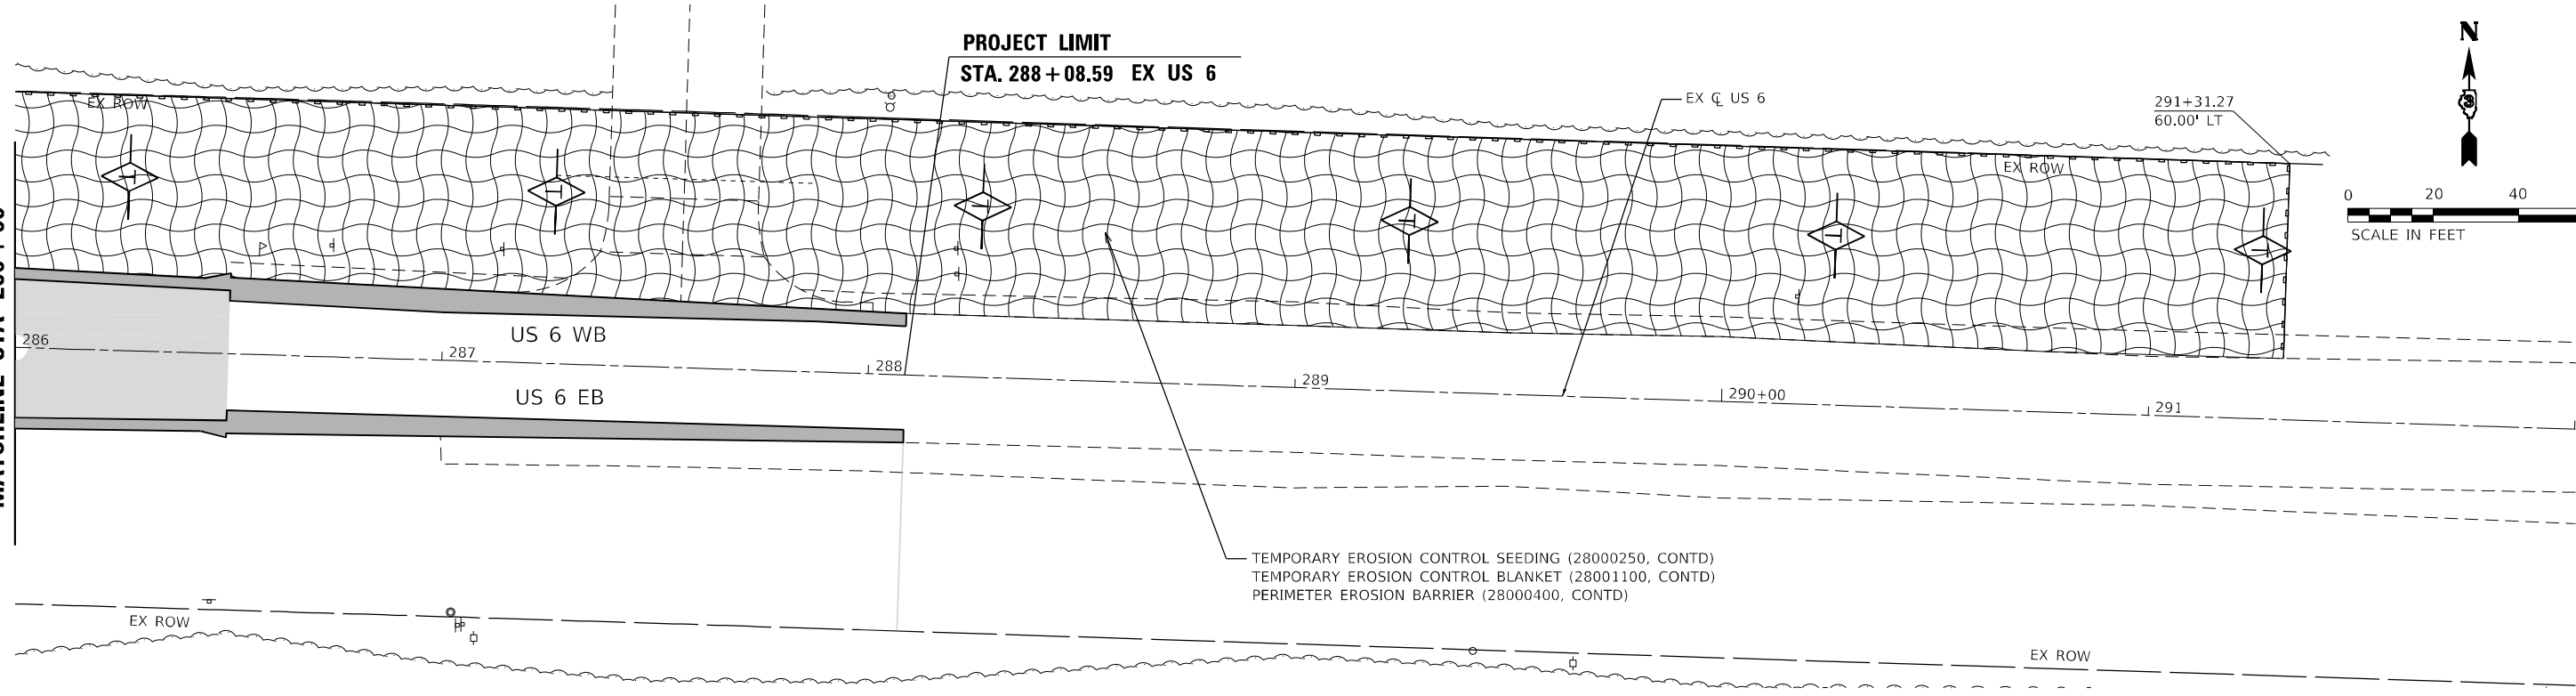 PROJECT LIMIT
STA. 288+08.59 EX US 6
N
3
EX ROW
EX ℄ US 6
291+31.27
60.00' LT
EX ROW
0 20 40
SCALE IN FEET
T T T T T T
286
US 6 WB
287
288
289
290+00
291
US 6 EB
TEMPORARY EROSION CONTROL SEEDING (28000250, CONTD)
TEMPORARY EROSION CONTROL BLANKET (28001100, CONTD)
PERIMETER EROSION BARRIER (28000400, CONTD)
EX ROW
EX ROW